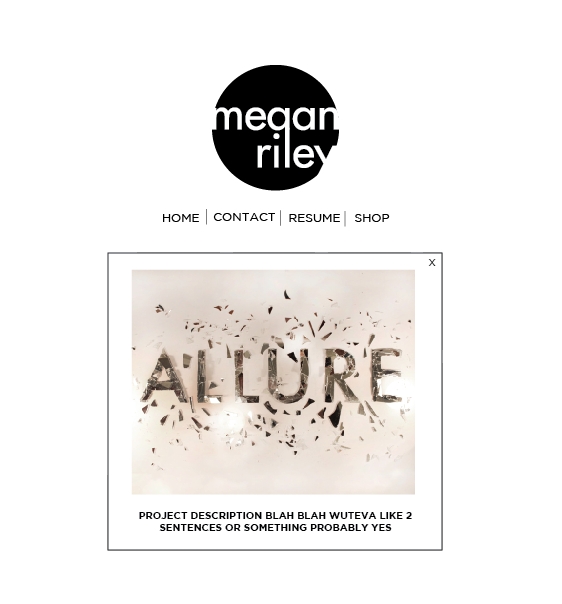 megan
riley
HOME | CONTACT | RESUME | SHOP
X
ALLURE
PROJECT DESCRIPTION BLAH BLAH WUTEVA LIKE 2
SENTENCES OR SOMETHING PROBABLY YES